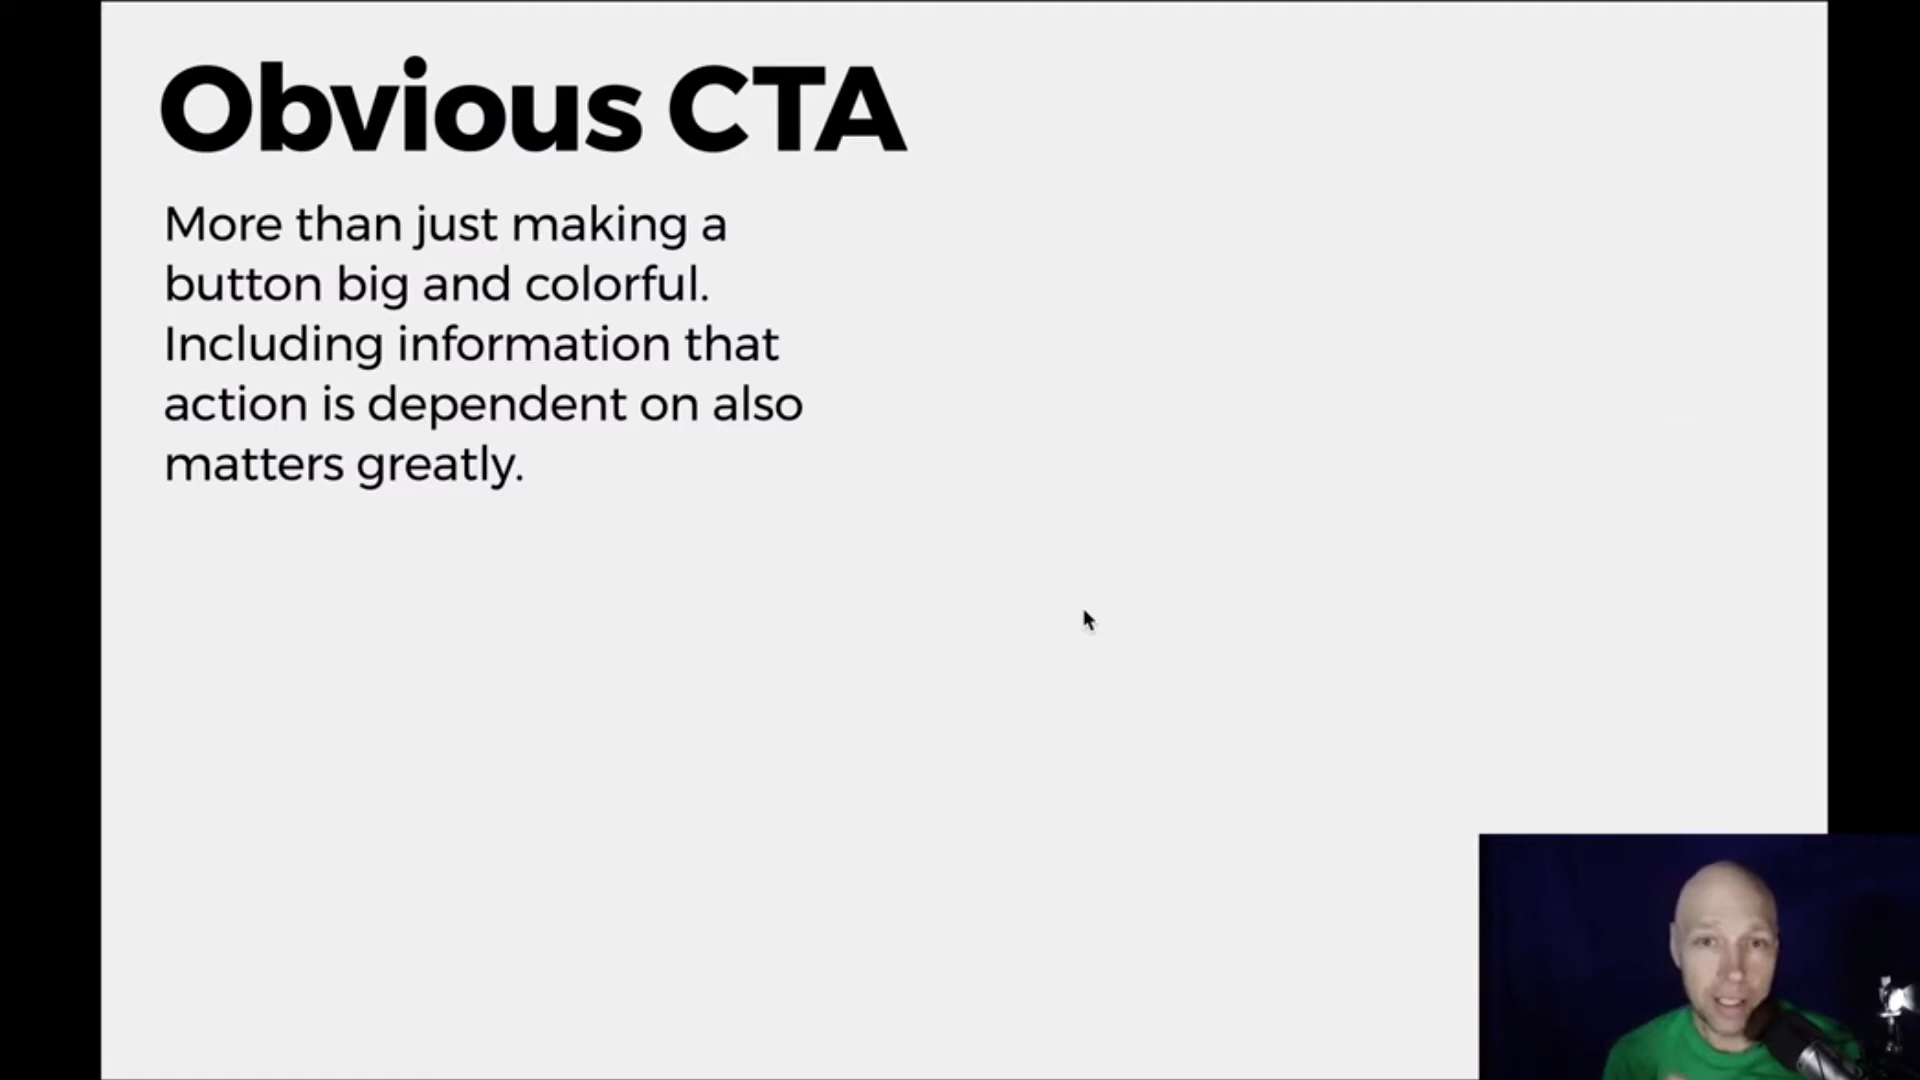 Obvious CTA
More than just making a
button big and colorful.
Including information that
action is dependent on also
matters greatly.